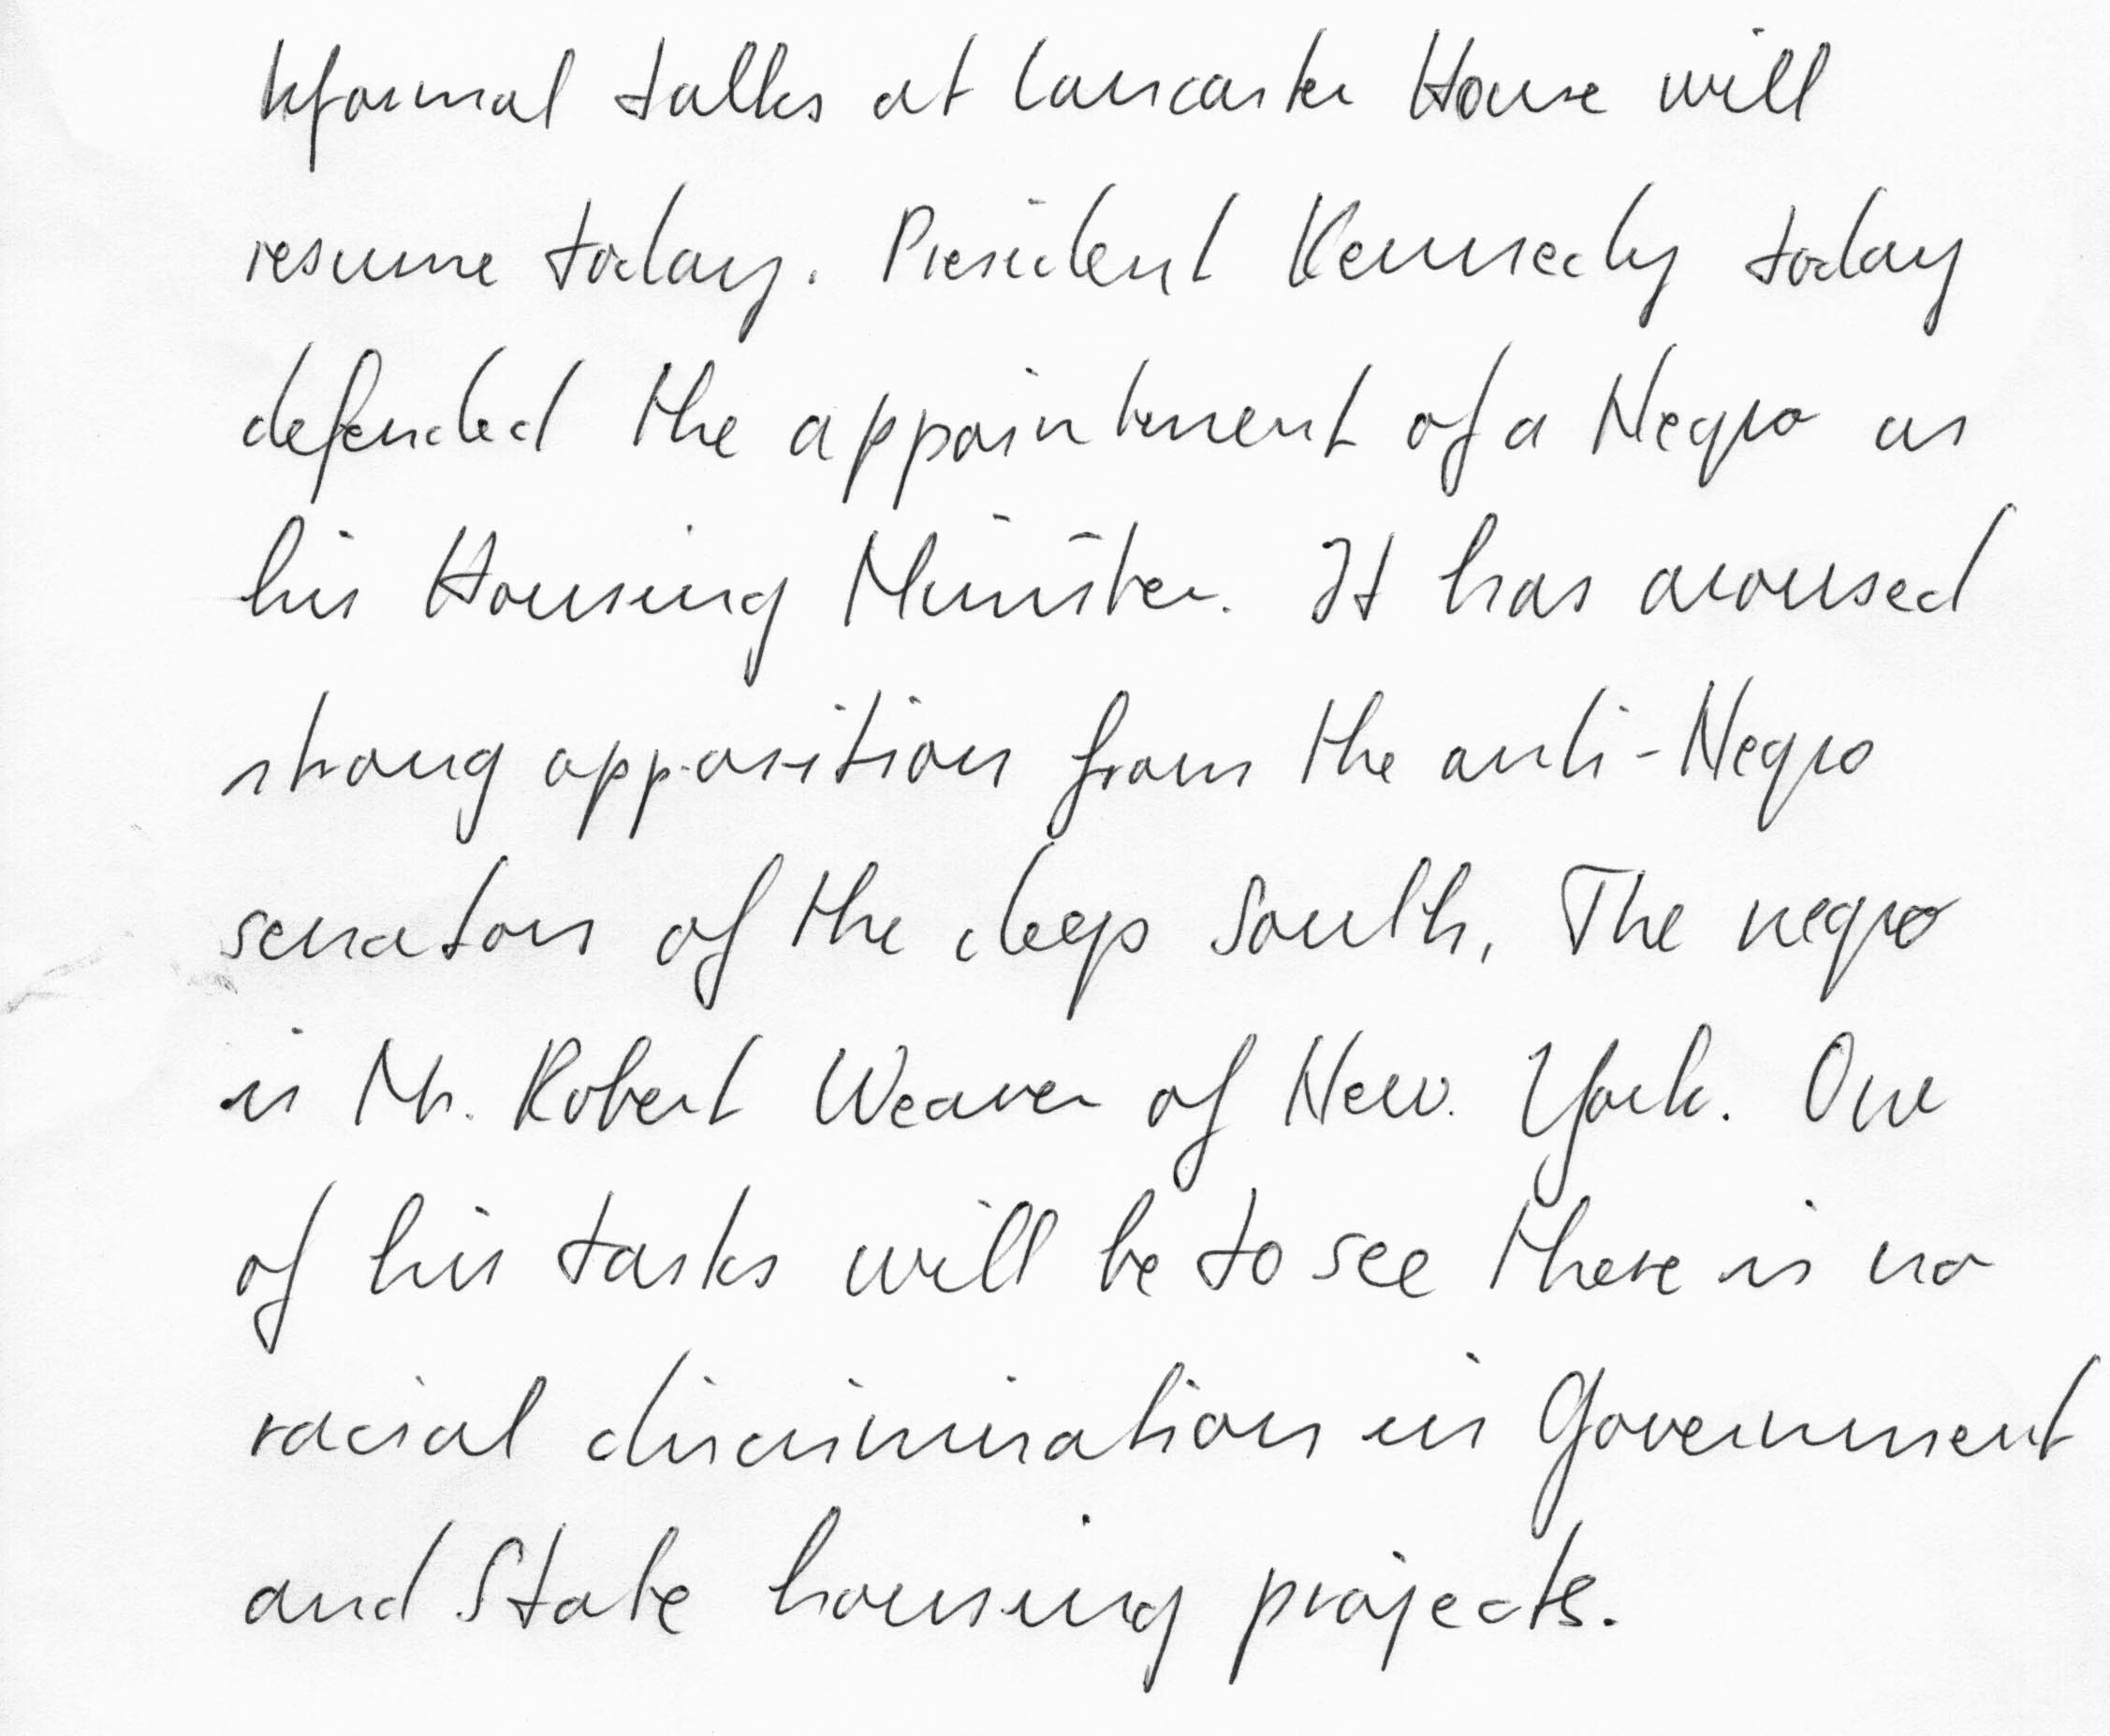 Informal talks at Lancaster House will
resume today. President Kennedy today
defended the appointment of a Negro as
his Housing Minister. It has aroused
strong opposition from the anti-Negro
senators of the deep South. The negro
is Mr. Robert Weaver of New York. One
of his tasks will be to see there is no
racial discrimination in Government
and State housing projects.